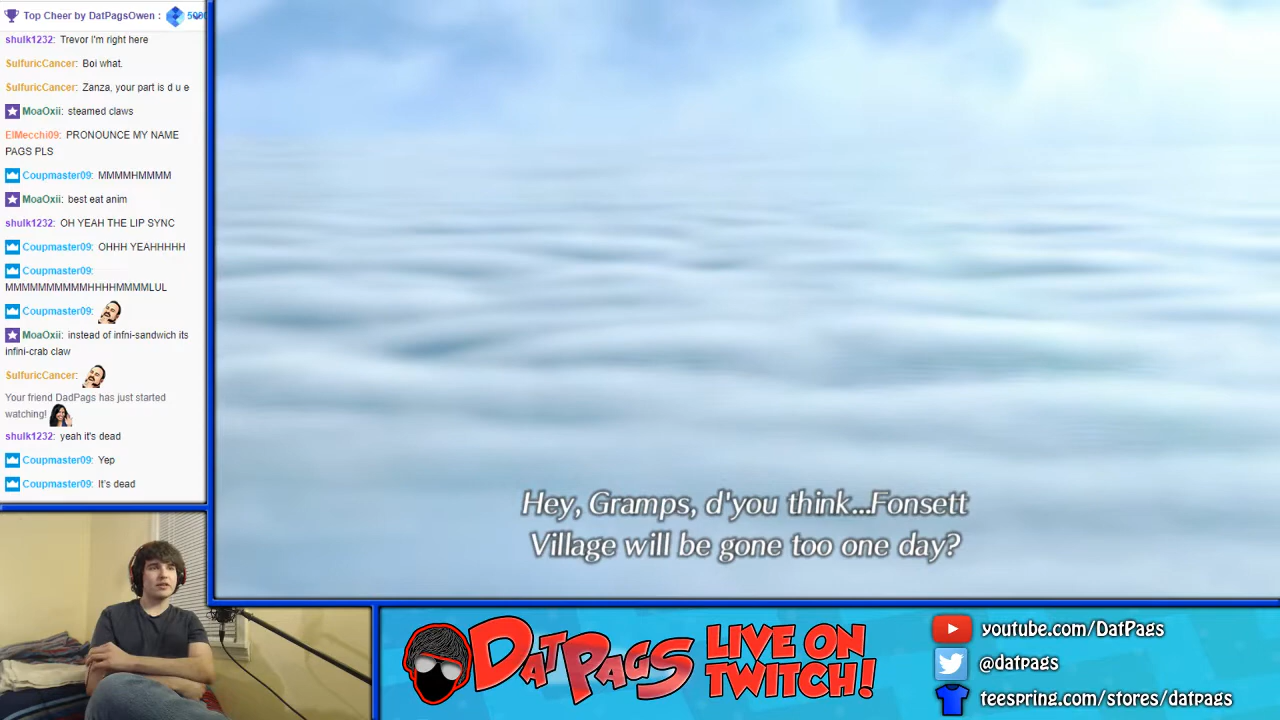 Top Cheer by DatPagsOwen : 5000
shulk1232: Trevor I'm right here
SulfuricCancer: Boi what.
SulfuricCancer: Zanza, your part is d u e
MoaOxii: steamed claws
ElMecchi09: PRONOUNCE MY NAME
PAGS PLS
Coupmaster09: MMMMHMMMM
MoaOxii: best eat anim
shulk1232: OH YEAH THE LIP SYNC
Coupmaster09: OHHH YEAHHHHH
Coupmaster09:
MMMMMMMMMMHHHHMMMMLUL
Coupmaster09:
MoaOxii: instead of infni-sandwich its
infini-crab claw
SulfuricCancer:
Your friend DadPags has just started
watching!
shulk1232: yeah it's dead
Coupmaster09: Yep
Coupmaster09: It's dead
Hey, Gramps, d'you think...Fonsett
Village will be gone too one day?
DATPAGS LIVE ON
TWITCH!
youtube.com/DatPags
@datpags
teespring.com/stores/datpags